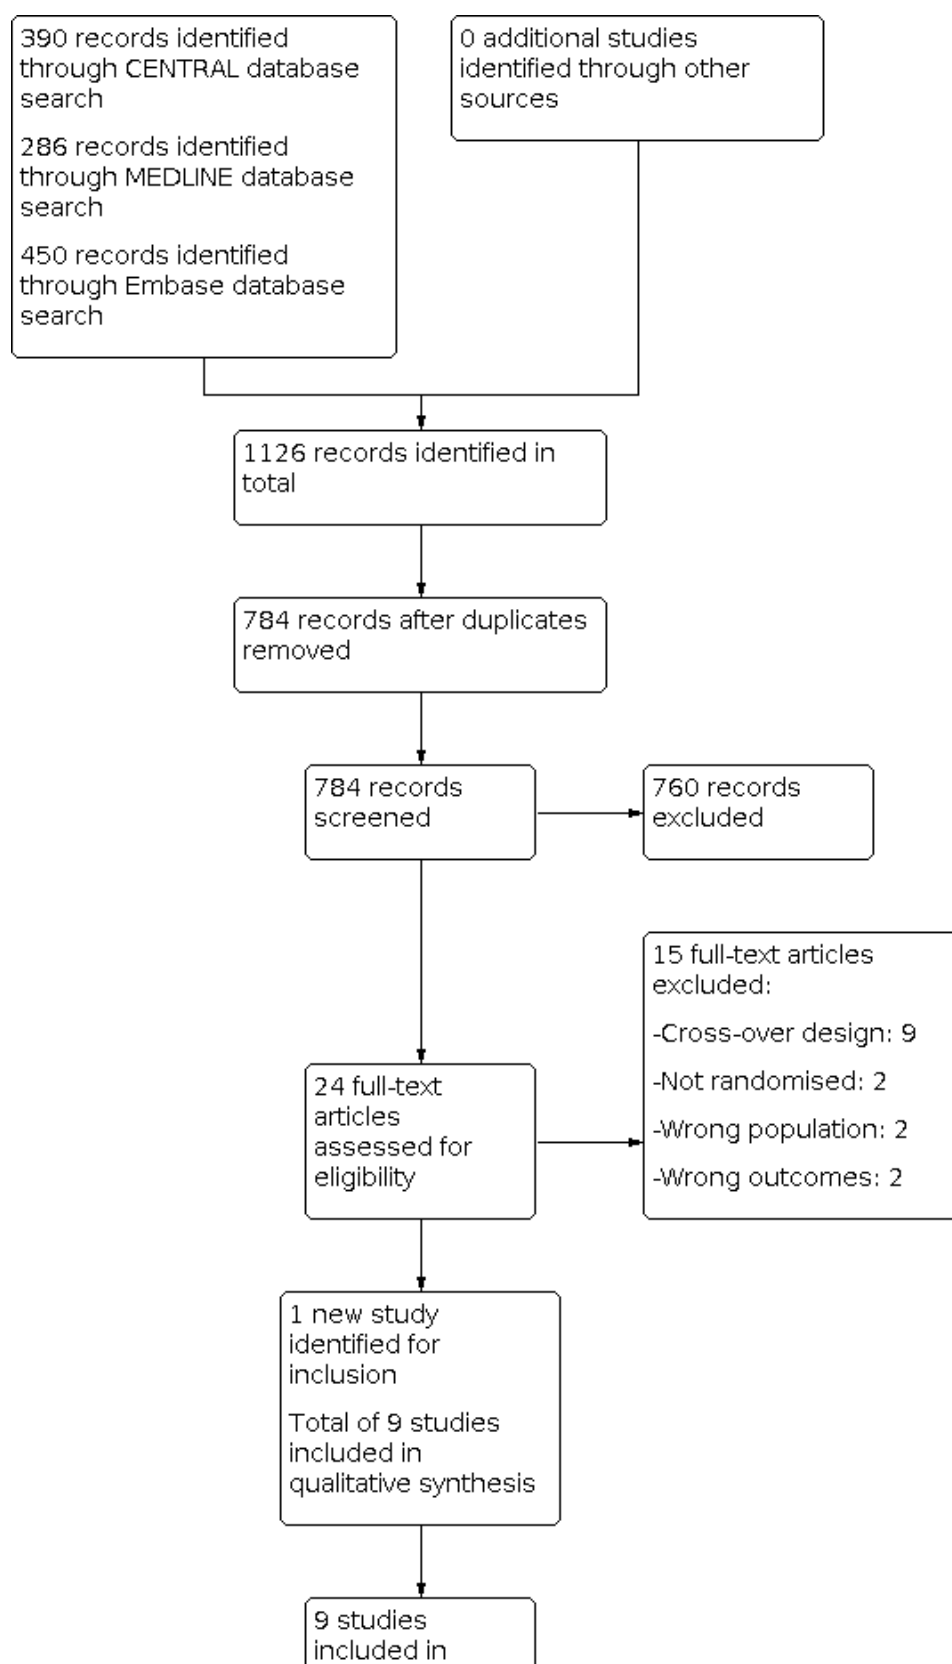 390 records identified
through CENTRAL database
search
286 records identified
through MEDLINE database
search
450 records identified
through Embase database
search
0 additional studies
identified through other
sources
1126 records identified in
total
784 records after duplicates
removed
784 records
screened
760 records
excluded
24 full-text
articles
assessed for
eligibility
15 full-text articles
excluded:
-Cross-over design: 9
-Not randomised: 2
-Wrong population: 2
-Wrong outcomes: 2
1 new study
identified for
inclusion
Total of 9 studies
included in
qualitative synthesis
9 studies
included in